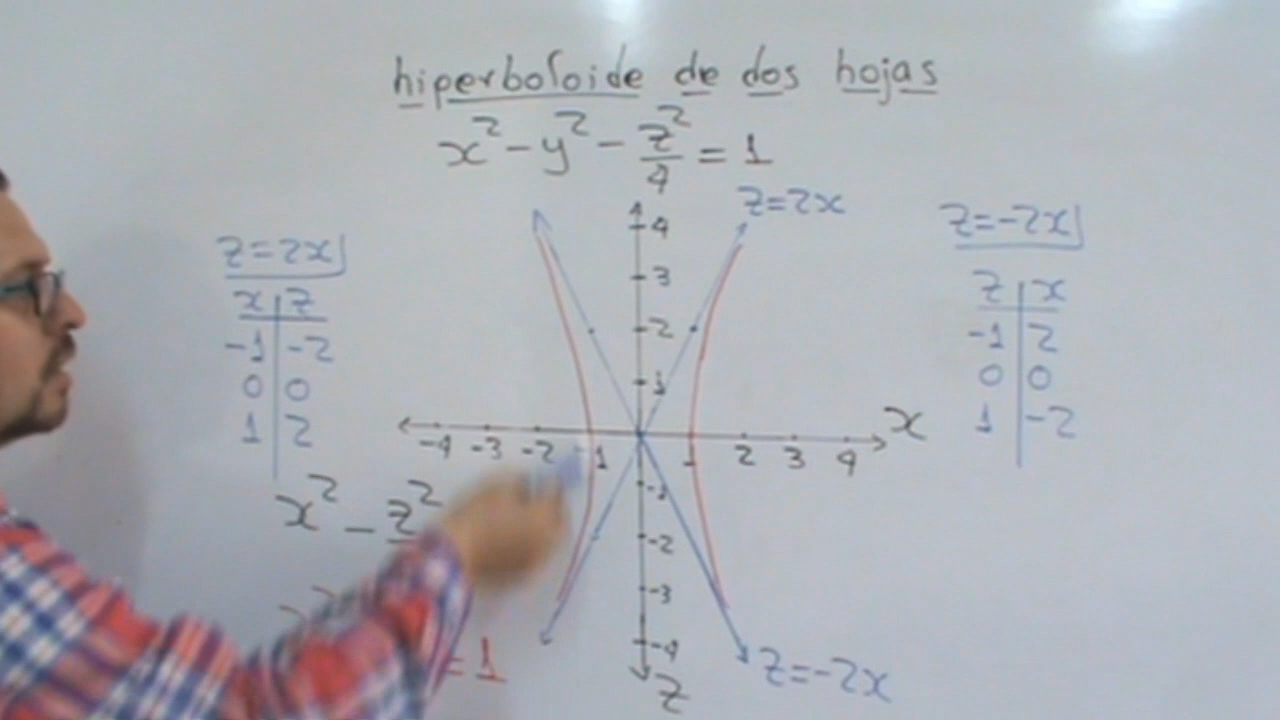 hiperboloide de dos hojas
x² - y² - z²/4 = 1
z=2x
z=-2x
z=2x
x | z
-1 | -2
0 | 0
1 | 2
z | x
-1 | 2
0 | 0
1 | -2
4
3
2
1
-4 -3 -2 -1 1 2 3 4 x
-1
-2
-3
-4
z
x² - z²
= 1
z=-2x